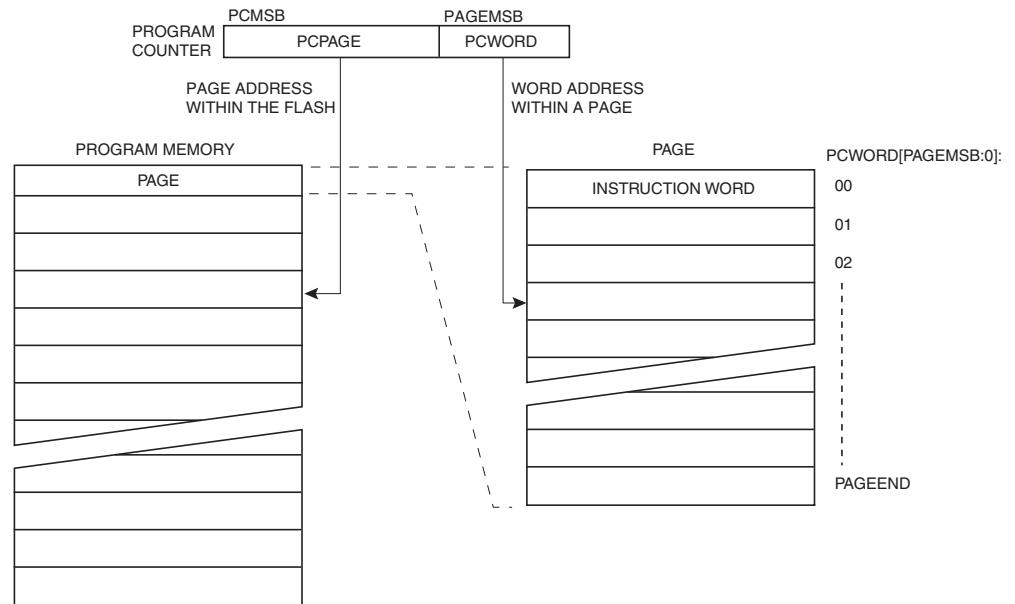 PCMSB PAGEMSB
PROGRAM
COUNTER
PCPAGE PCWORD
PAGE ADDRESS
WITHIN THE FLASH
WORD ADDRESS
WITHIN A PAGE
PROGRAM MEMORY
PAGE
PAGE
PCWORD[PAGEMSB:0]:
INSTRUCTION WORD
00
01
02
PAGEEND